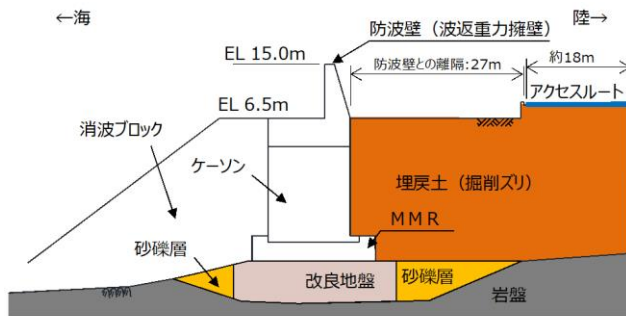 ←海
陸→
防波壁（波返重力擁壁）
EL 15.0m
防波壁との離隔:27m
約18m
アクセスルート
EL 6.5m
消波ブロック
ケーソン
埋戻土（掘削ズリ）
ＭＭＲ
砂礫層
改良地盤
砂礫層
岩盤